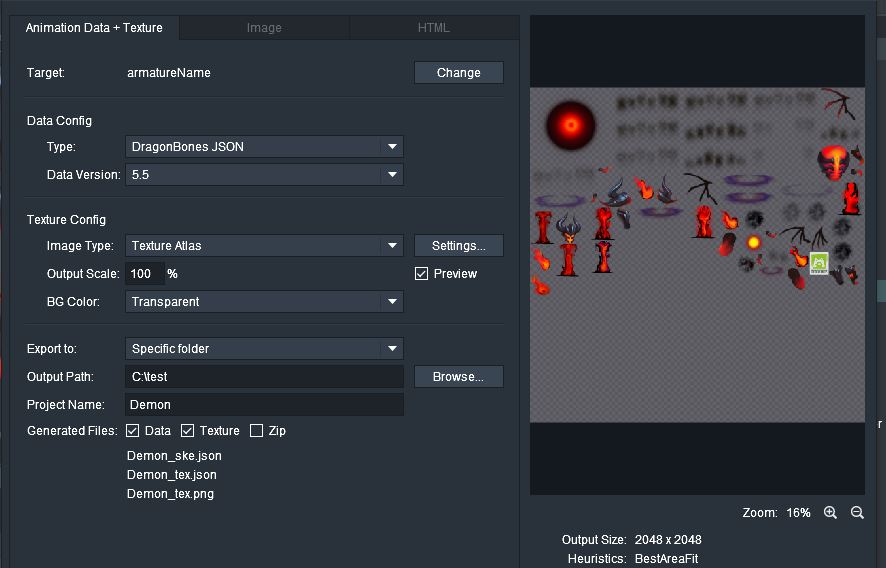 Animation Data + Texture Image HTML
Target: armatureName Change
Data Config
Type: DragonBones JSON
Data Version: 5.5
Texture Config
Image Type: Texture Atlas Settings...
Output Scale: 100 % Preview
BG Color: Transparent
Export to: Specific folder
Output Path: C:\test Browse...
Project Name: Demon
Generated Files: Data Texture Zip
Demon_ske.json
Demon_tex.json
Demon_tex.png
Zoom: 16%
Output Size: 2048 x 2048
Heuristics: BestAreaFit
r